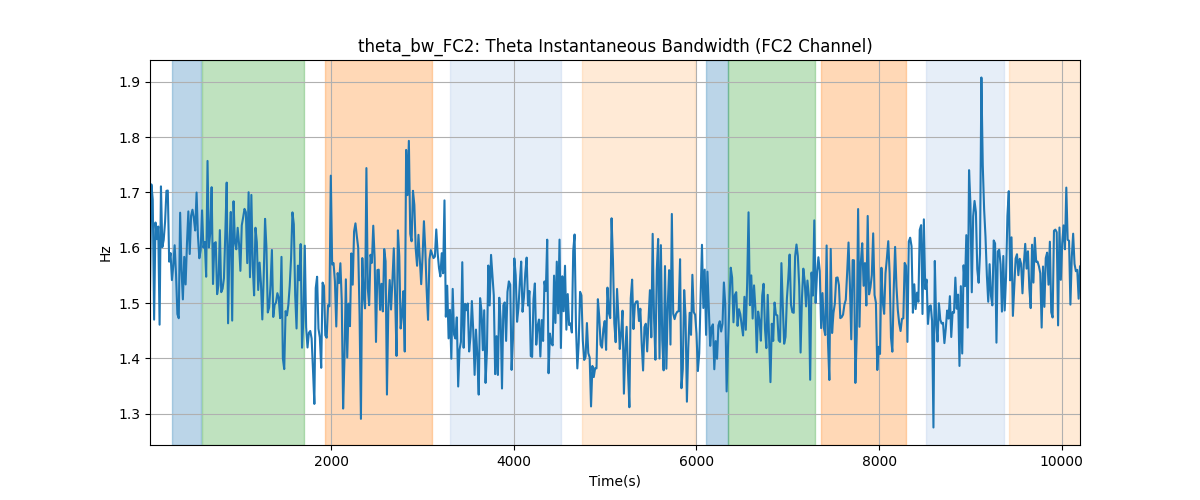 theta_bw_FC2: Theta Instantaneous Bandwidth (FC2 Channel)
1.9
1.8
1.7
1.6
1.5
1.4
1.3
Hz
2000 4000 6000 8000 10000
Time(s)